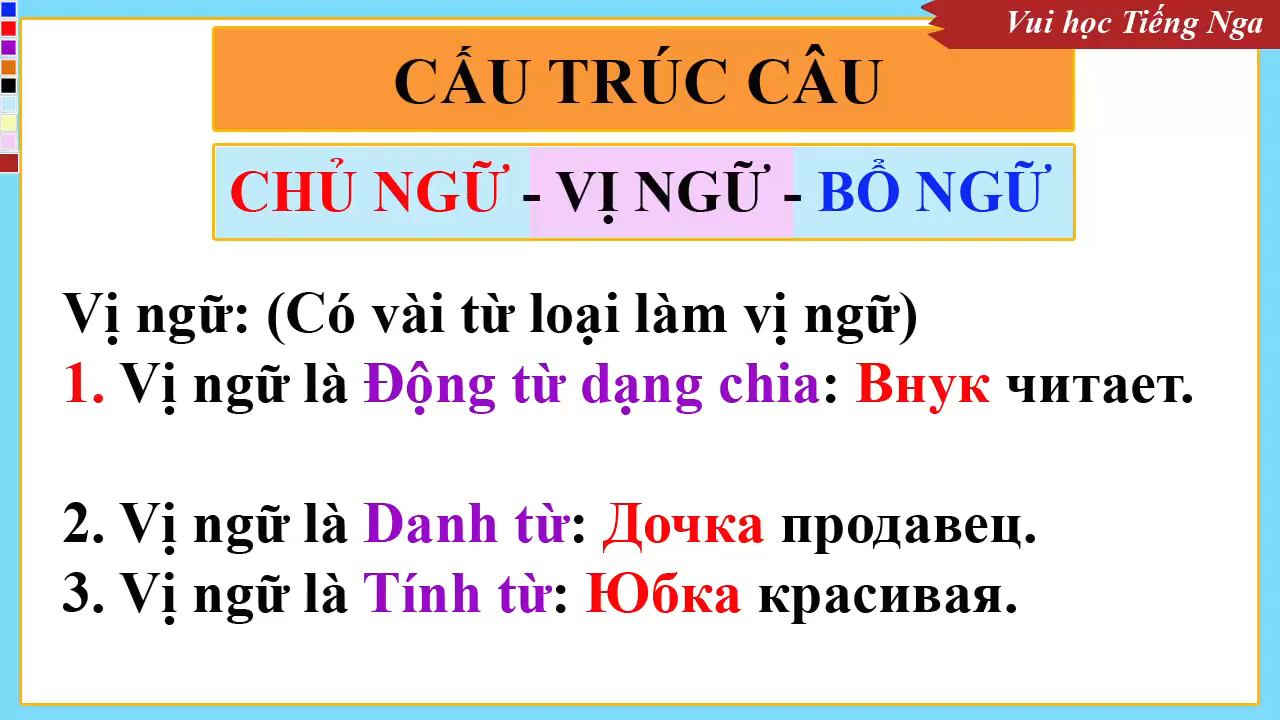 Vui học Tiếng Nga
CẤU TRÚC CÂU
CHỦ NGỮ - VỊ NGỮ - BỔ NGỮ
Vị ngữ: (Có vài từ loại làm vị ngữ)
1. Vị ngữ là Động từ dạng chia: Внук читает.
2. Vị ngữ là Danh từ: Дочка продавец.
3. Vị ngữ là Tính từ: Юбка красивая.